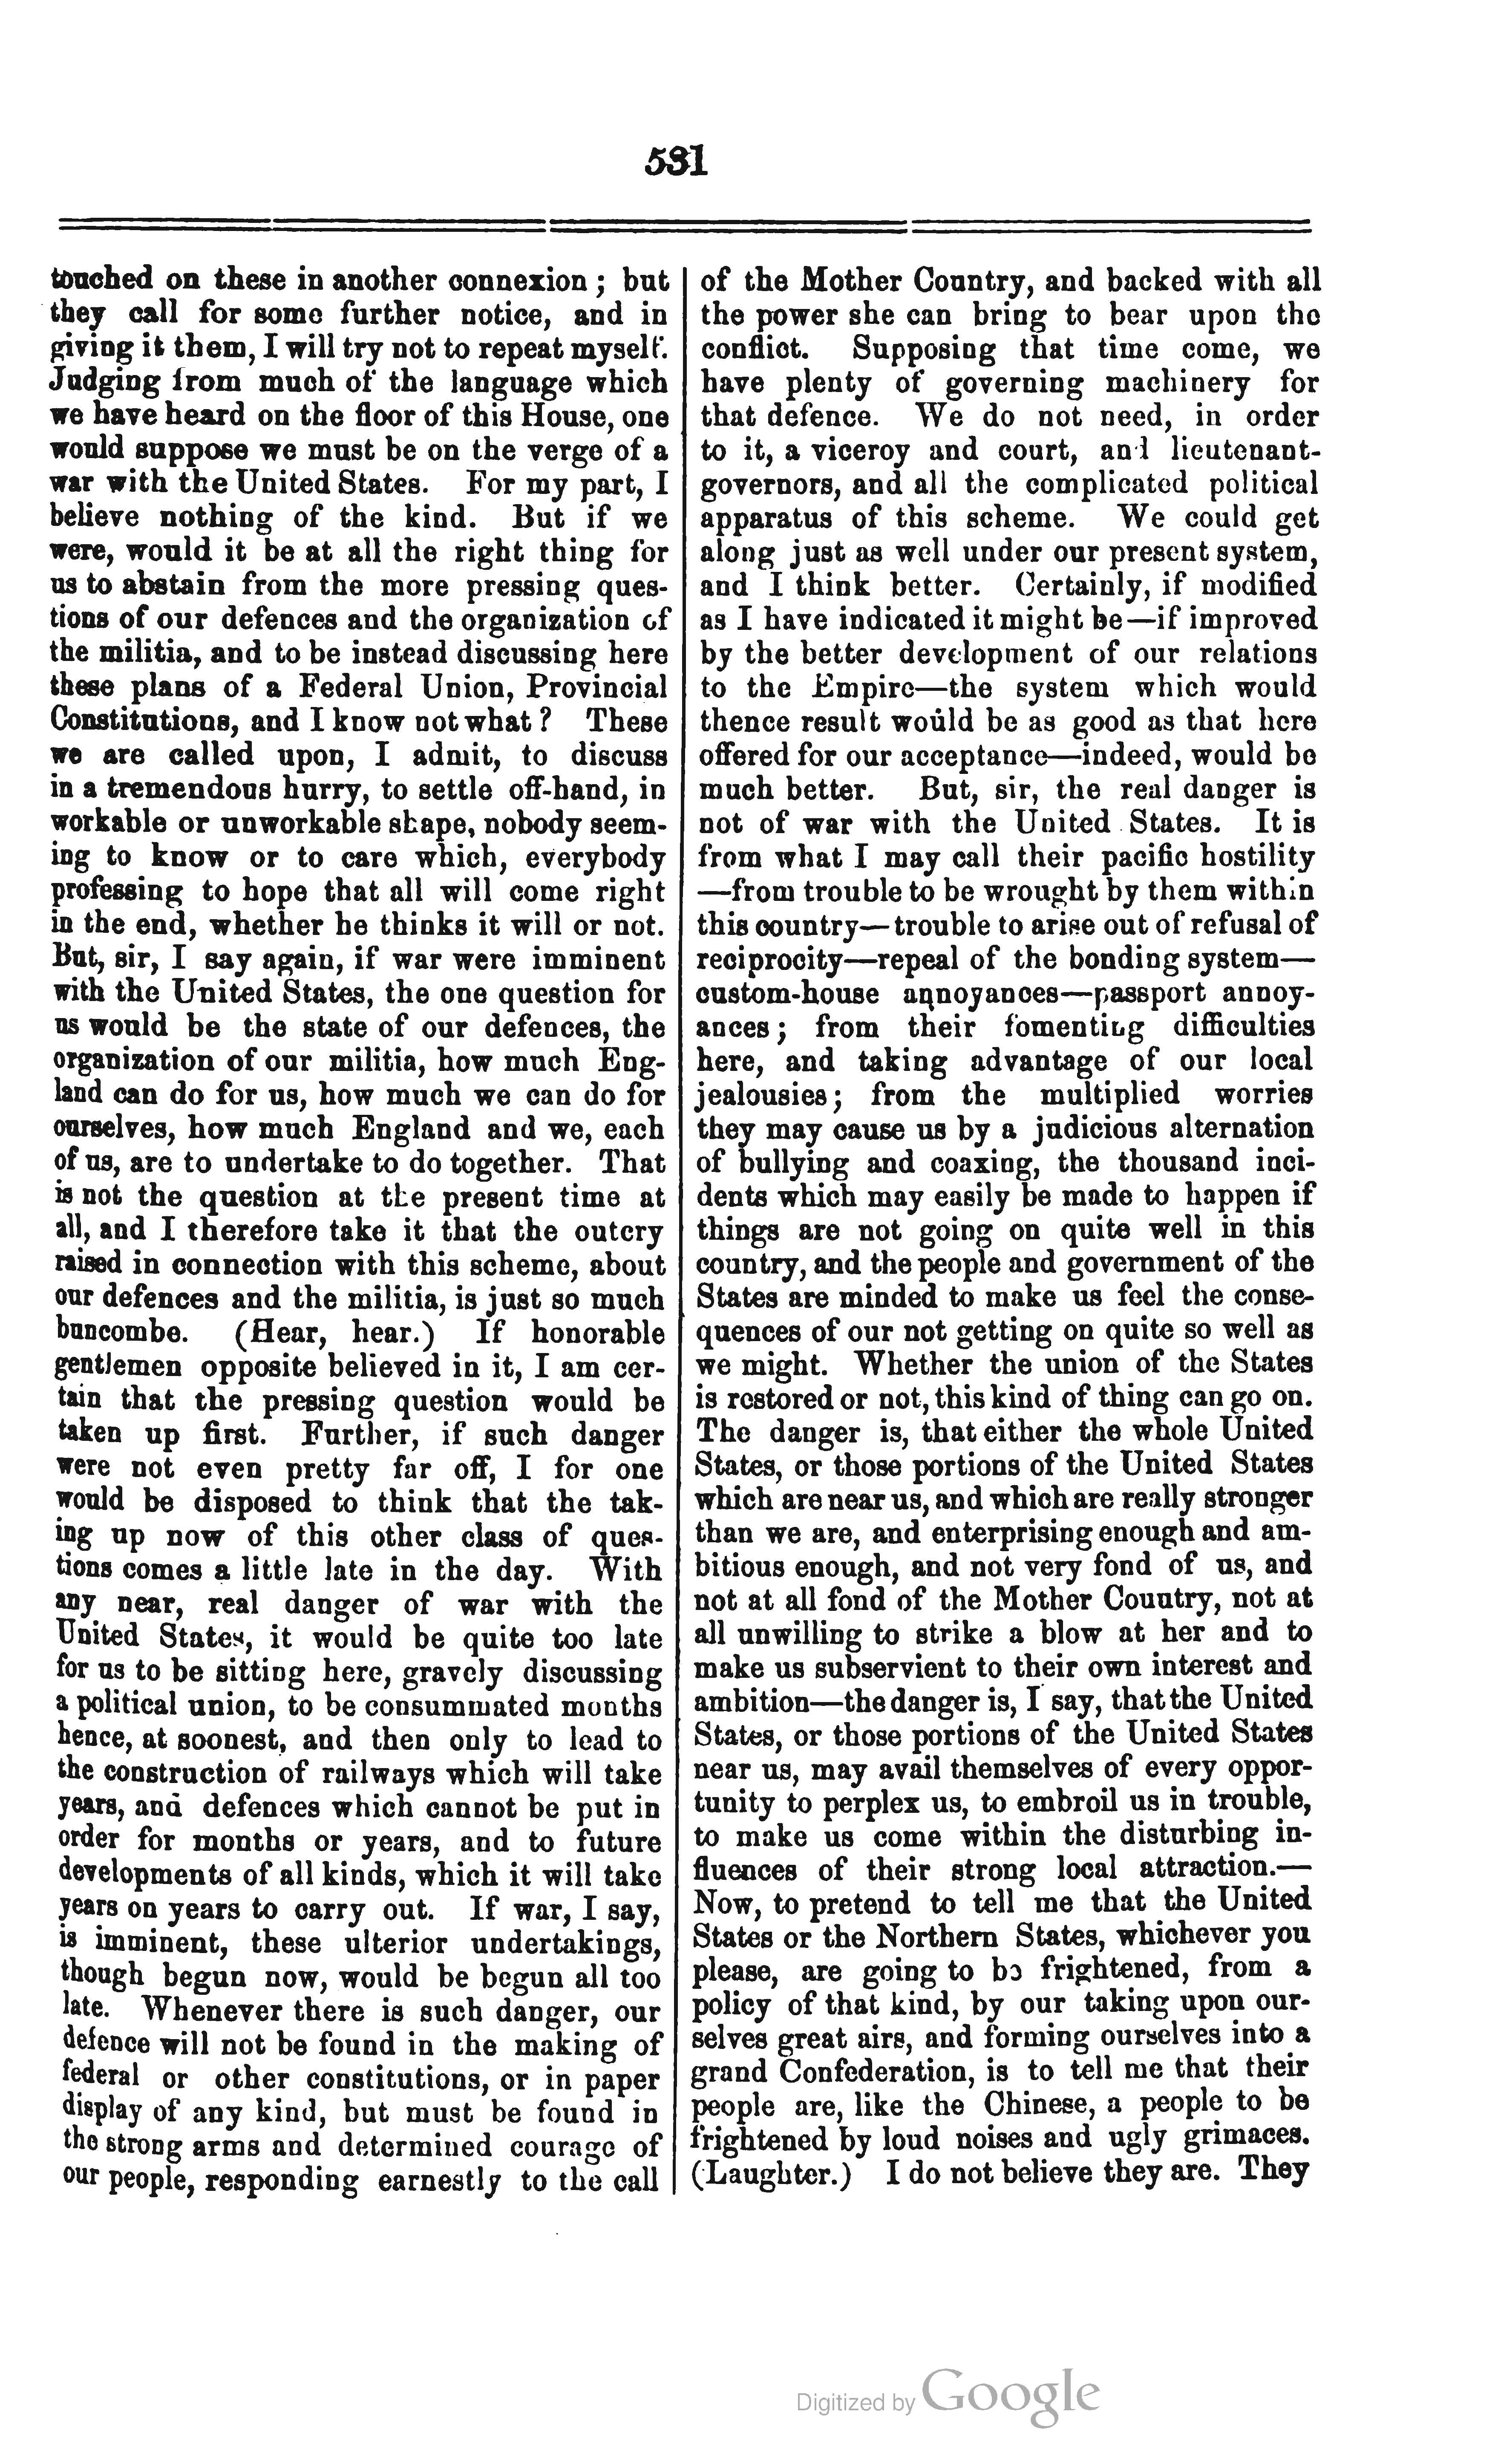 531
touched on these in another connexion ; but
they call for some further notice, and in
giving it them, I will try not to repeat myself.
Judging from much of the language which
we have heard on the floor of this House, one
would suppose we must be on the verge of a
war with the United States. For my part, I
believe nothing of the kind. But if we
were, would it be at all the right thing for
us to abstain from the more pressing ques-
tions of our defences and the organization of
the militia, and to be instead discussing here
these plans of a Federal Union, Provincial
Constitutions, and I know not what ? These
we are called upon, I admit, to discuss
in a tremendous hurry, to settle off-hand, in
workable or unworkable shape, nobody seem-
ing to know or to care which, everybody
professing to hope that all will come right
in the end, whether he thinks it will or not.
But, sir, I say again, if war were imminent
with the United States, the one question for
us would be the state of our defences, the
organization of our militia, how much Eng-
land can do for us, how much we can do for
ourselves, how much England and we, each
of us, are to undertake to do together. That
is not the question at the present time at
all, and I therefore take it that the outcry
raised in connection with this scheme, about
our defences and the militia, is just so much
buncombe. (Hear, hear.) If honorable
gentlemen opposite believed in it, I am cer-
tain that the pressing question would be
taken up first. Further, if such danger
were not even pretty far off, I for one
would be disposed to think that the tak-
ing up now of this other class of ques-
tions comes a little late in the day. With
any near, real danger of war with the
United States, it would be quite too late
for us to be sitting here, gravely discussing
a political union, to be consummated months
hence, at soonest, and then only to lead to
the construction of railways which will take
years, and defences which cannot be put in
order for months or years, and to future
developments of all kinds, which it will take
years on years to carry out. If war, I say,
is imminent, these ulterior undertakings,
though begun now, would be begun all too
late. Whenever there is such danger, our
defence will not be found in the making of
federal or other constitutions, or in paper
display of any kind, but must be found in
the strong arms and determined courage of
our people, responding earnestly to the call
of the Mother Country, and backed with all
the power she can bring to bear upon the
conflict. Supposing that time come, we
have plenty of governing machinery for
that defence. We do not need, in order
to it, a viceroy and court, and lieutenant-
governors, and all the complicated political
apparatus of this scheme. We could get
along just as well under our present system,
and I think better. Certainly, if modified
as I have indicated it might be—if improved
by the better development of our relations
to the Empire—the system which would
thence result would be as good as that here
offered for our acceptance—indeed, would be
much better. But, sir, the real danger is
not of war with the United States. It is
from what I may call their pacific hostility
—from trouble to be wrought by them within
this country—trouble to arise out of refusal of
reciprocity—repeal of the bonding system—
custom-house annoyances—passport annoy-
ances ; from their fomenting difficulties
here, and taking advantage of our local
jealousies ; from the multiplied worries
they may cause us by a judicious alternation
of bullying and coaxing, the thousand inci-
dents which may easily be made to happen if
things are not going on quite well in this
country, and the people and government of the
States are minded to make us feel the conse-
quences of our not getting on quite so well as
we might. Whether the union of the States
is restored or not, this kind of thing can go on.
The danger is, that either the whole United
States, or those portions of the United States
which are near us, and which are really stronger
than we are, and enterprising enough and am-
bitious enough, and not very fond of us, and
not at all fond of the Mother Country, not at
all unwilling to strike a blow at her and to
make us subservient to their own interest and
ambition—the danger is, I say, that the United
States, or those portions of the United States
near us, may avail themselves of every oppor-
tunity to perplex us, to embroil us in trouble,
to make us come within the disturbing in-
fluences of their strong local attraction.—
Now, to pretend to tell me that the United
States or the Northern States, whichever you
please, are going to be frightened, from a
policy of that kind, by our taking upon our-
selves great airs, and forming ourselves into a
grand Confederation, is to tell me that their
people are, like the Chinese, a people to be
frightened by loud noises and ugly grimaces.
(Laughter.) I do not believe they are. They
Digitized by Google